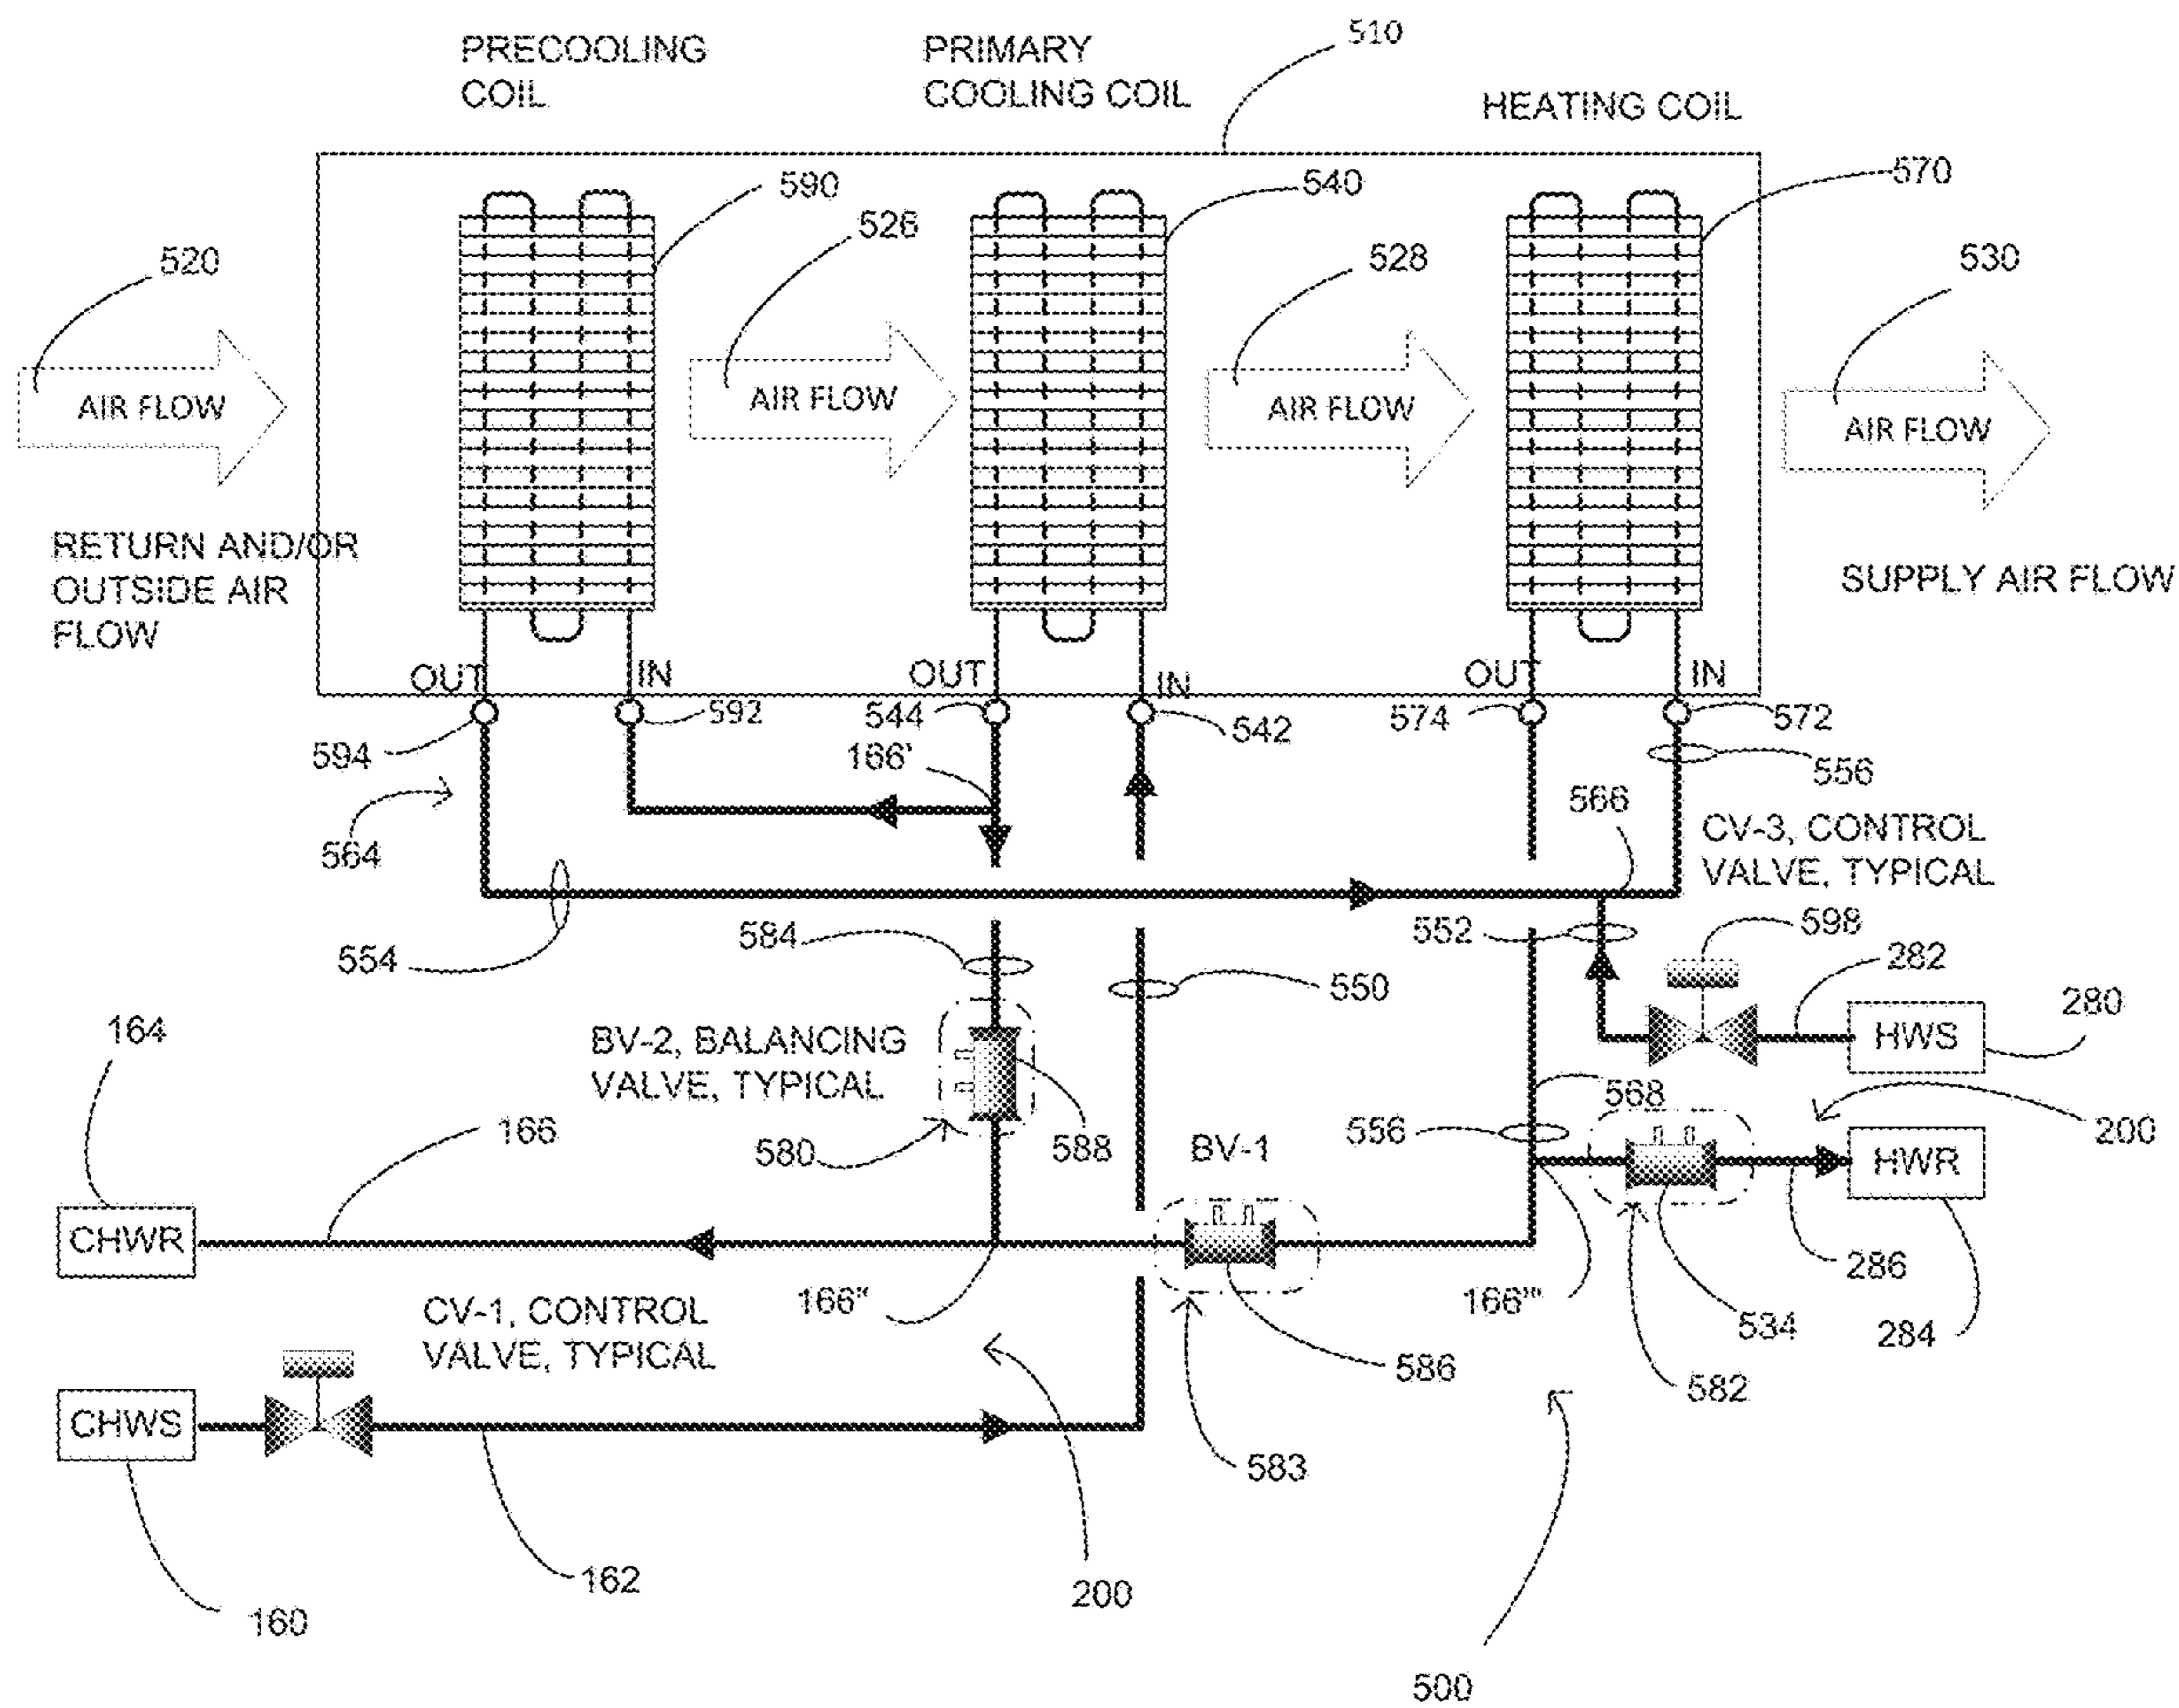 PRECOOLING
COIL
PRIMARY
COOLING COIL
510
HEATING COIL
590
526
540
528
570
530
520
AIR FLOW
AIR FLOW
AIR FLOW
AIR FLOW
RETURN AND/OR
OUTSIDE AIR
FLOW
SUPPLY AIR FLOW
OUT
IN
OUT
IN
OUT
IN
594
592
544
542
574
572
166'
556
564
566
CV-3, CONTROL
VALVE, TYPICAL
554
584
550
552
598
282
280
HWS
164
BV-2, BALANCING
VALVE, TYPICAL
580
588
166
BV-1
556
568
200
HWR
CHWR
166"
166'"
286
534
284
CV-1, CONTROL
VALVE, TYPICAL
586
582
CHWS
583
162
200
160
500